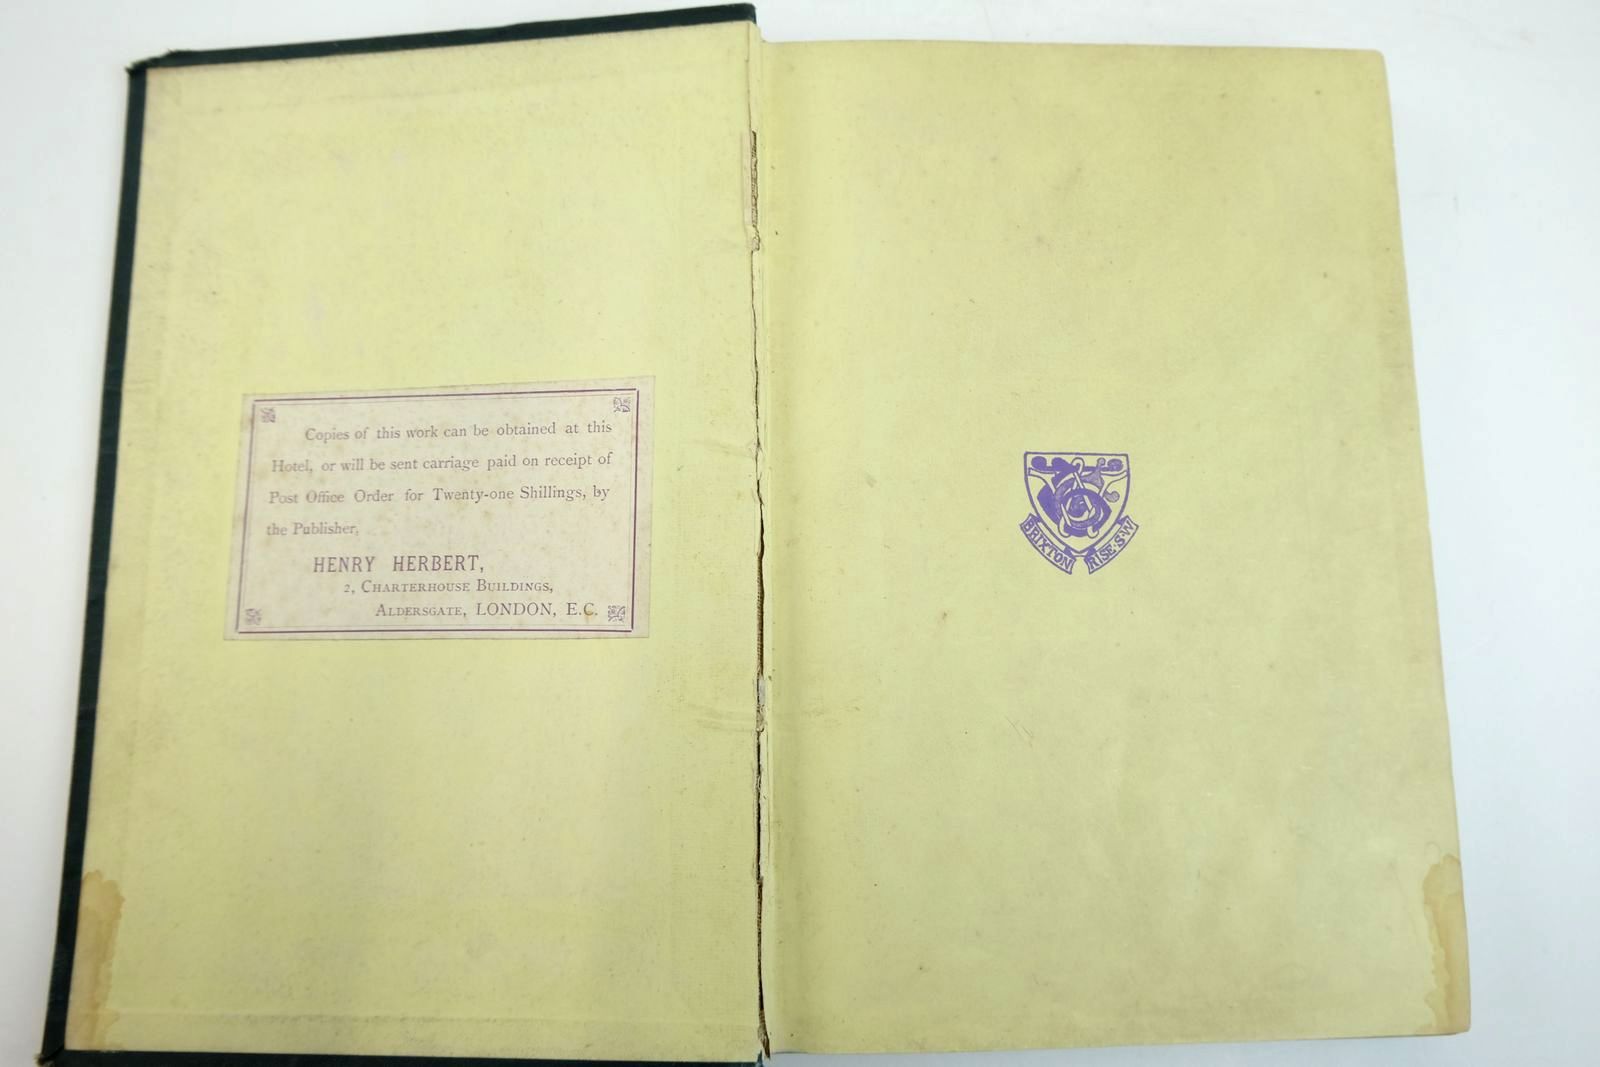 Copies of this work can be obtained at this
Hotel, or will be sent carriage paid on receipt of
Post Office Order for Twenty-one Shillings, by
the Publisher,
HENRY HERBERT,
2, CHARTERHOUSE BUILDINGS,
ALDERSGATE, LONDON, E.C.
BRIXTON RISE·S·W